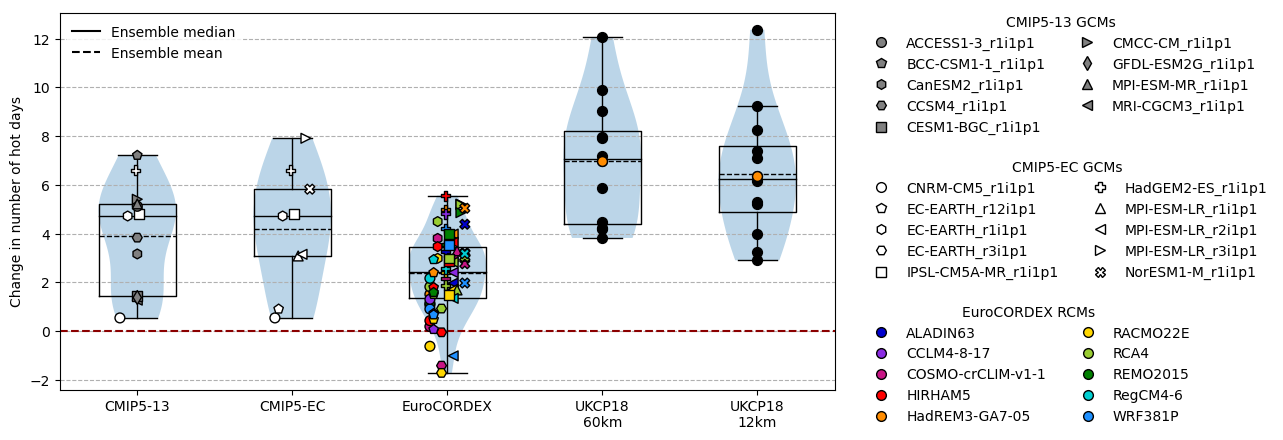 Change in number of hot days
12
10
8
6
4
2
0
−2
Ensemble median
Ensemble mean
CMIP5-13
CMIP5-EC
EuroCORDEX
UKCP18
60km
UKCP18
12km
CMIP5-13 GCMs
ACCESS1-3_r1i1p1
BCC-CSM1-1_r1i1p1
CanESM2_r1i1p1
CCSM4_r1i1p1
CESM1-BGC_r1i1p1
CMCC-CM_r1i1p1
GFDL-ESM2G_r1i1p1
MPI-ESM-MR_r1i1p1
MRI-CGCM3_r1i1p1
CMIP5-EC GCMs
CNRM-CM5_r1i1p1
EC-EARTH_r12i1p1
EC-EARTH_r1i1p1
EC-EARTH_r3i1p1
IPSL-CM5A-MR_r1i1p1
HadGEM2-ES_r1i1p1
MPI-ESM-LR_r1i1p1
MPI-ESM-LR_r2i1p1
MPI-ESM-LR_r3i1p1
NorESM1-M_r1i1p1
EuroCORDEX RCMs
ALADIN63
CCLM4-8-17
COSMO-crCLIM-v1-1
HIRHAM5
HadREM3-GA7-05
RACMO22E
RCA4
REMO2015
RegCM4-6
WRF381P